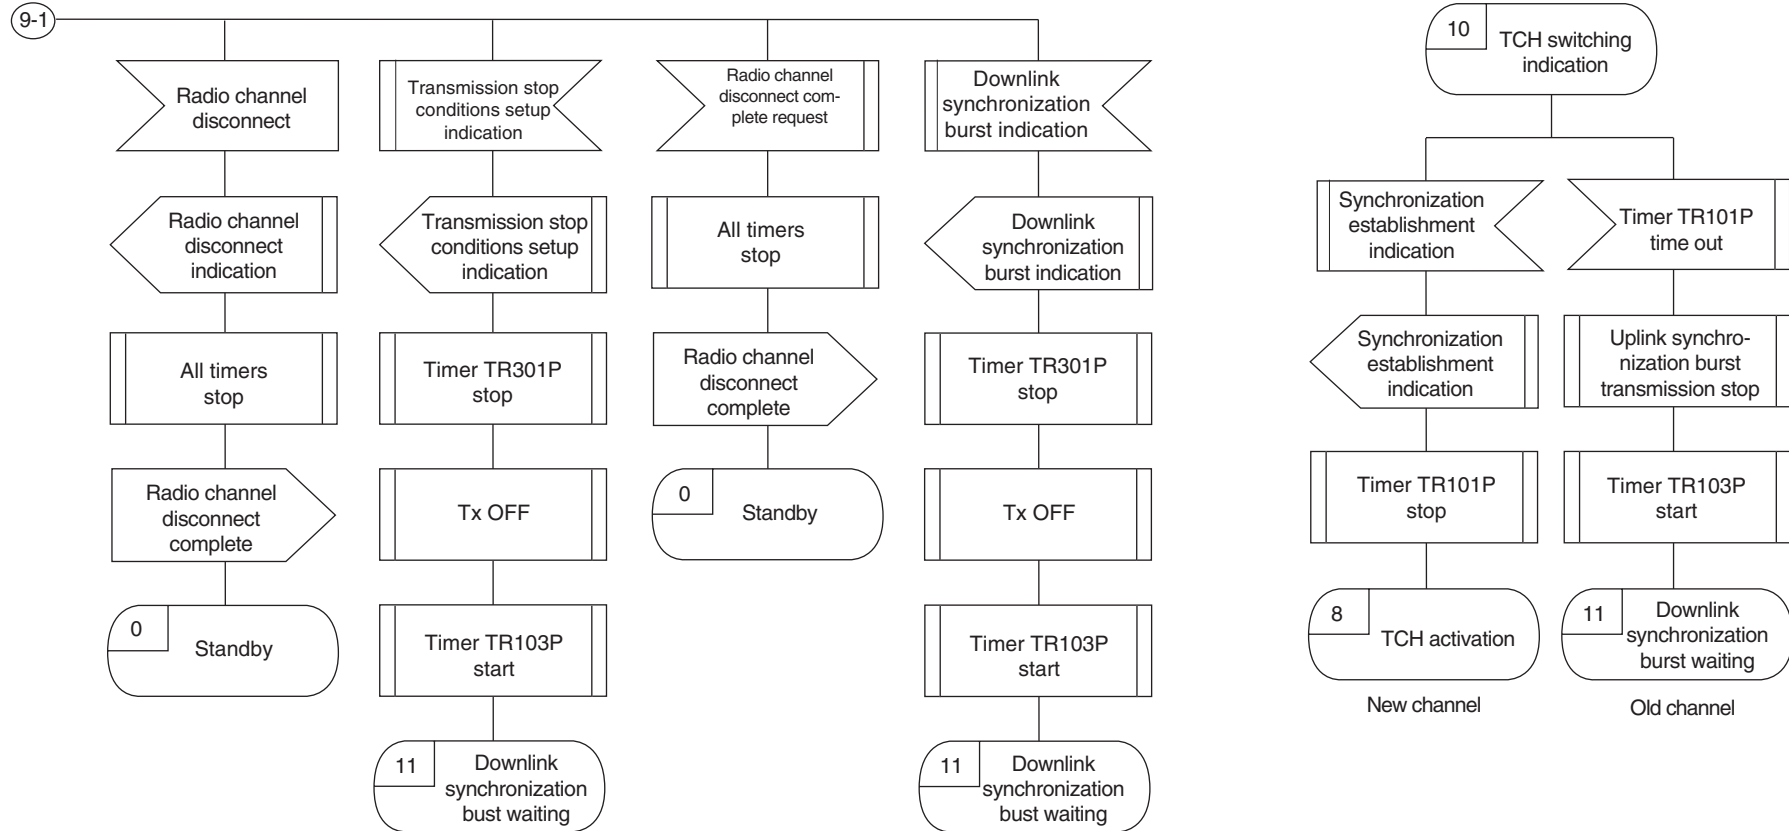 9-1
Radio channel
disconnect
Radio channel
disconnect
indication
All timers
stop
Radio channel
disconnect
complete
0
Standby
Transmission stop
conditions setup
indication
Transmission stop
conditions setup
indication
Timer TR301P
stop
Tx OFF
Timer TR103P
start
11
Downlink
synchronization
bust waiting
Radio channel
disconnect com-
plete request
All timers
stop
Radio channel
disconnect
complete
0
Standby
Downlink
synchronization
burst indication
Downlink
synchronization
burst indication
Timer TR301P
stop
Tx OFF
Timer TR103P
start
11
Downlink
synchronization
bust waiting
10
TCH switching
indication
Synchronization
establishment
indication
Synchronization
establishment
indication
Timer TR101P
stop
8
TCH activation
New channel
Timer TR101P
time out
Uplink synchro-
nization burst
transmission stop
Timer TR103P
start
11
Downlink
synchronization
burst waiting
Old channel